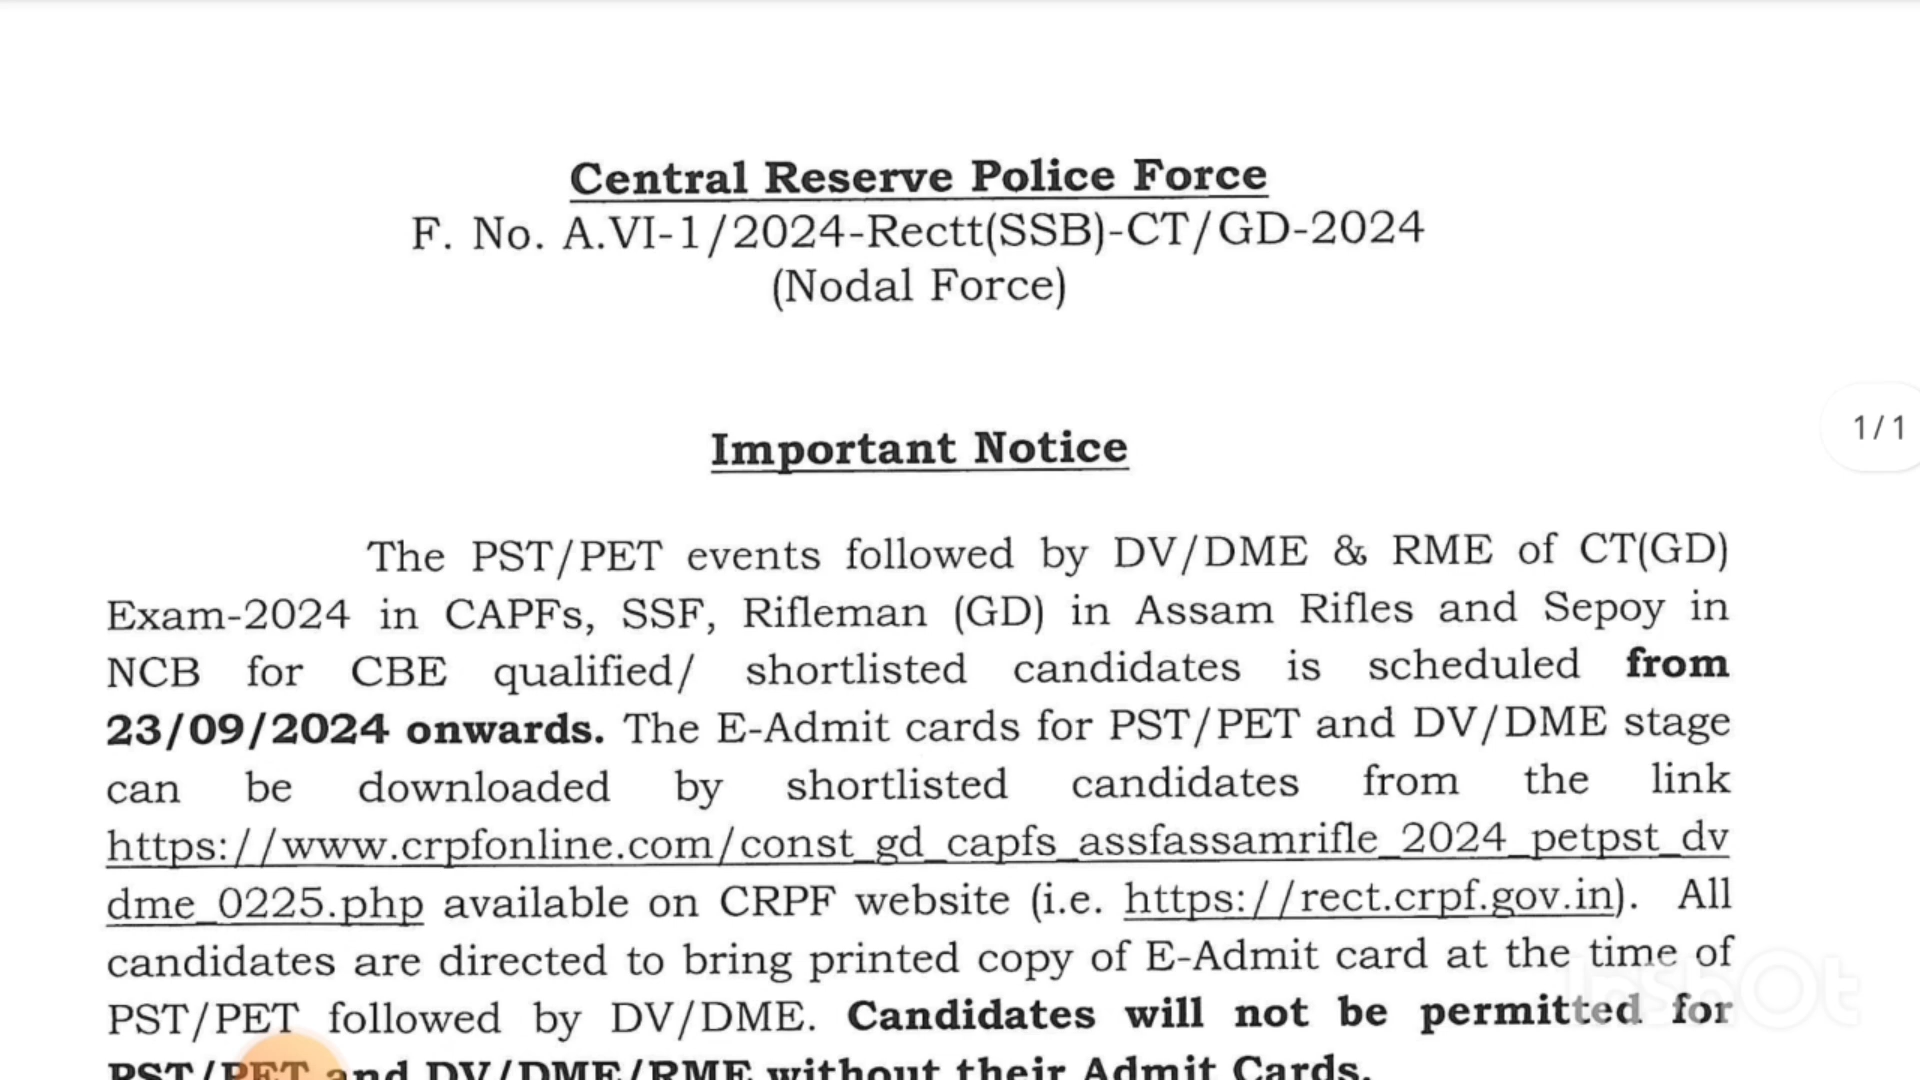 Central Reserve Police Force
F. No. A.VI-1/2024-Rectt(SSB)-CT/GD-2024
(Nodal Force)
1/1
Important Notice
The PST/PET events followed by DV/DME & RME of CT(GD)
Exam-2024 in CAPFs, SSF, Rifleman (GD) in Assam Rifles and Sepoy in
NCB for CBE qualified/ shortlisted candidates is scheduled from
23/09/2024 onwards. The E-Admit cards for PST/PET and DV/DME stage
can be downloaded by shortlisted candidates from the link
https://www.crpfonline.com/const_gd_capfs_assfassamrifle_2024_petpst_dv
dme_0225.php available on CRPF website (i.e. https://rect.crpf.gov.in). All
candidates are directed to bring printed copy of E-Admit card at the time of
PST/PET followed by DV/DME. Candidates will not be permitted for
PST/PET and DV/DME/RME without their Admit Cards.
InShOt